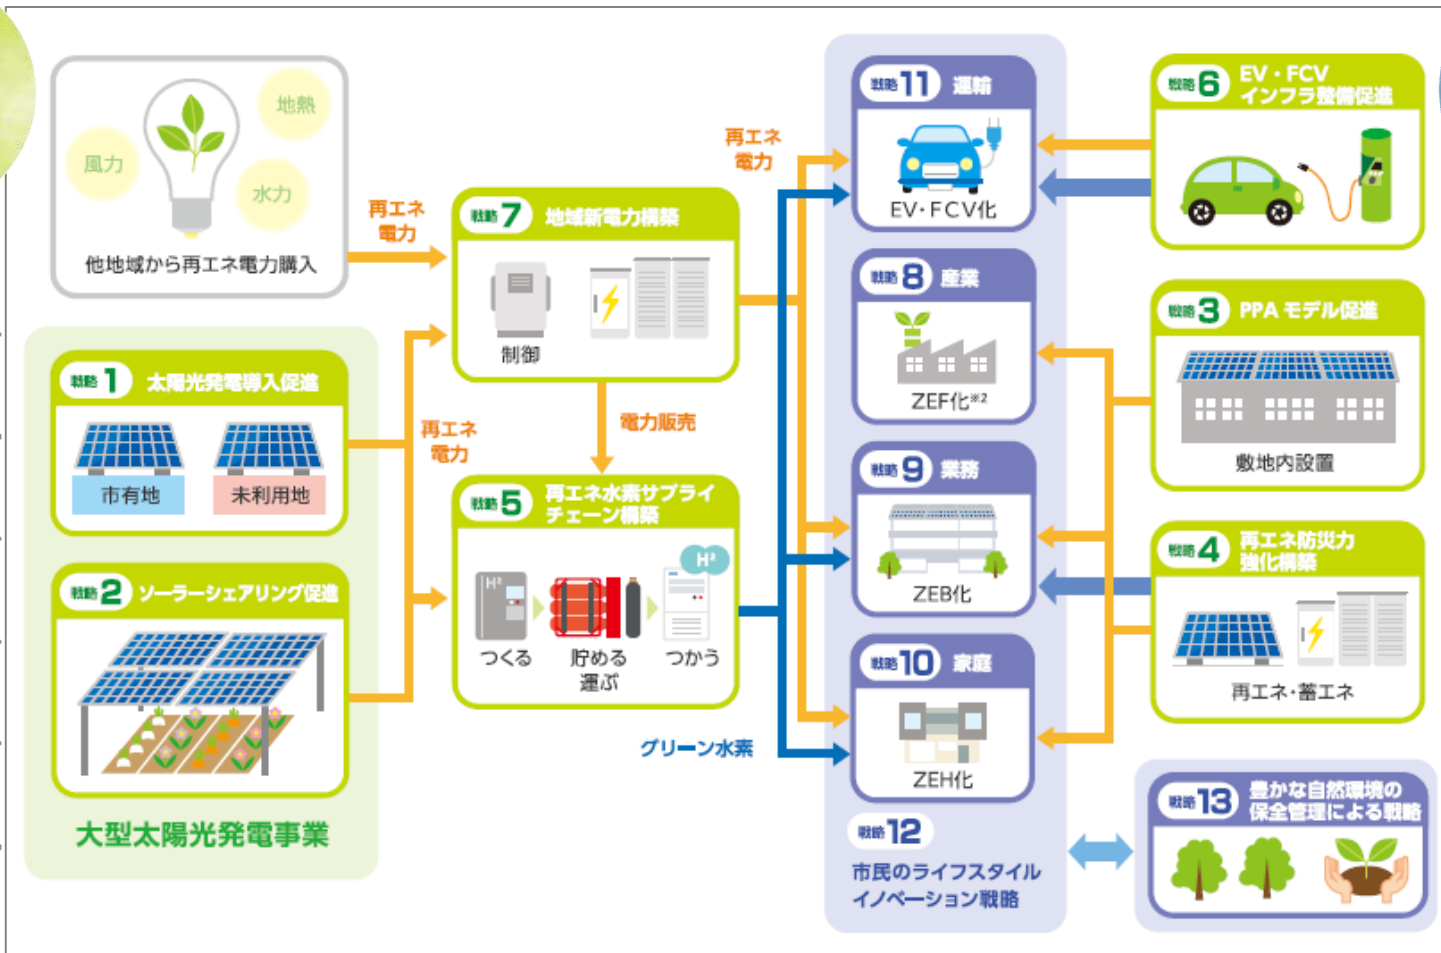 地熱
風力
水力
他地域から再エネ電力購入
再エネ
電力
戦略1 太陽光発電導入促進
市有地
未利用地
戦略2 ソーラーシェアリング促進
大型太陽光発電事業
再エネ
電力
戦略7 地域新電力構築
制御
電力販売
戦略5 再エネ水素サプライ
チェーン構築
H²
H²
つくる
貯める
運ぶ
つかう
グリーン水素
再エネ
電力
戦略11 運輸
EV・FCV化
戦略8 産業
ZEF化※2
戦略9 業務
ZEB化
戦略10 家庭
ZEH化
戦略12
市民のライフスタイル
イノベーション戦略
戦略6 EV・FCV
インフラ整備促進
戦略3 PPAモデル促進
敷地内設置
戦略4 再エネ防災力
強化構築
再エネ・蓄エネ
戦略13 豊かな自然環境の
保全管理による戦略